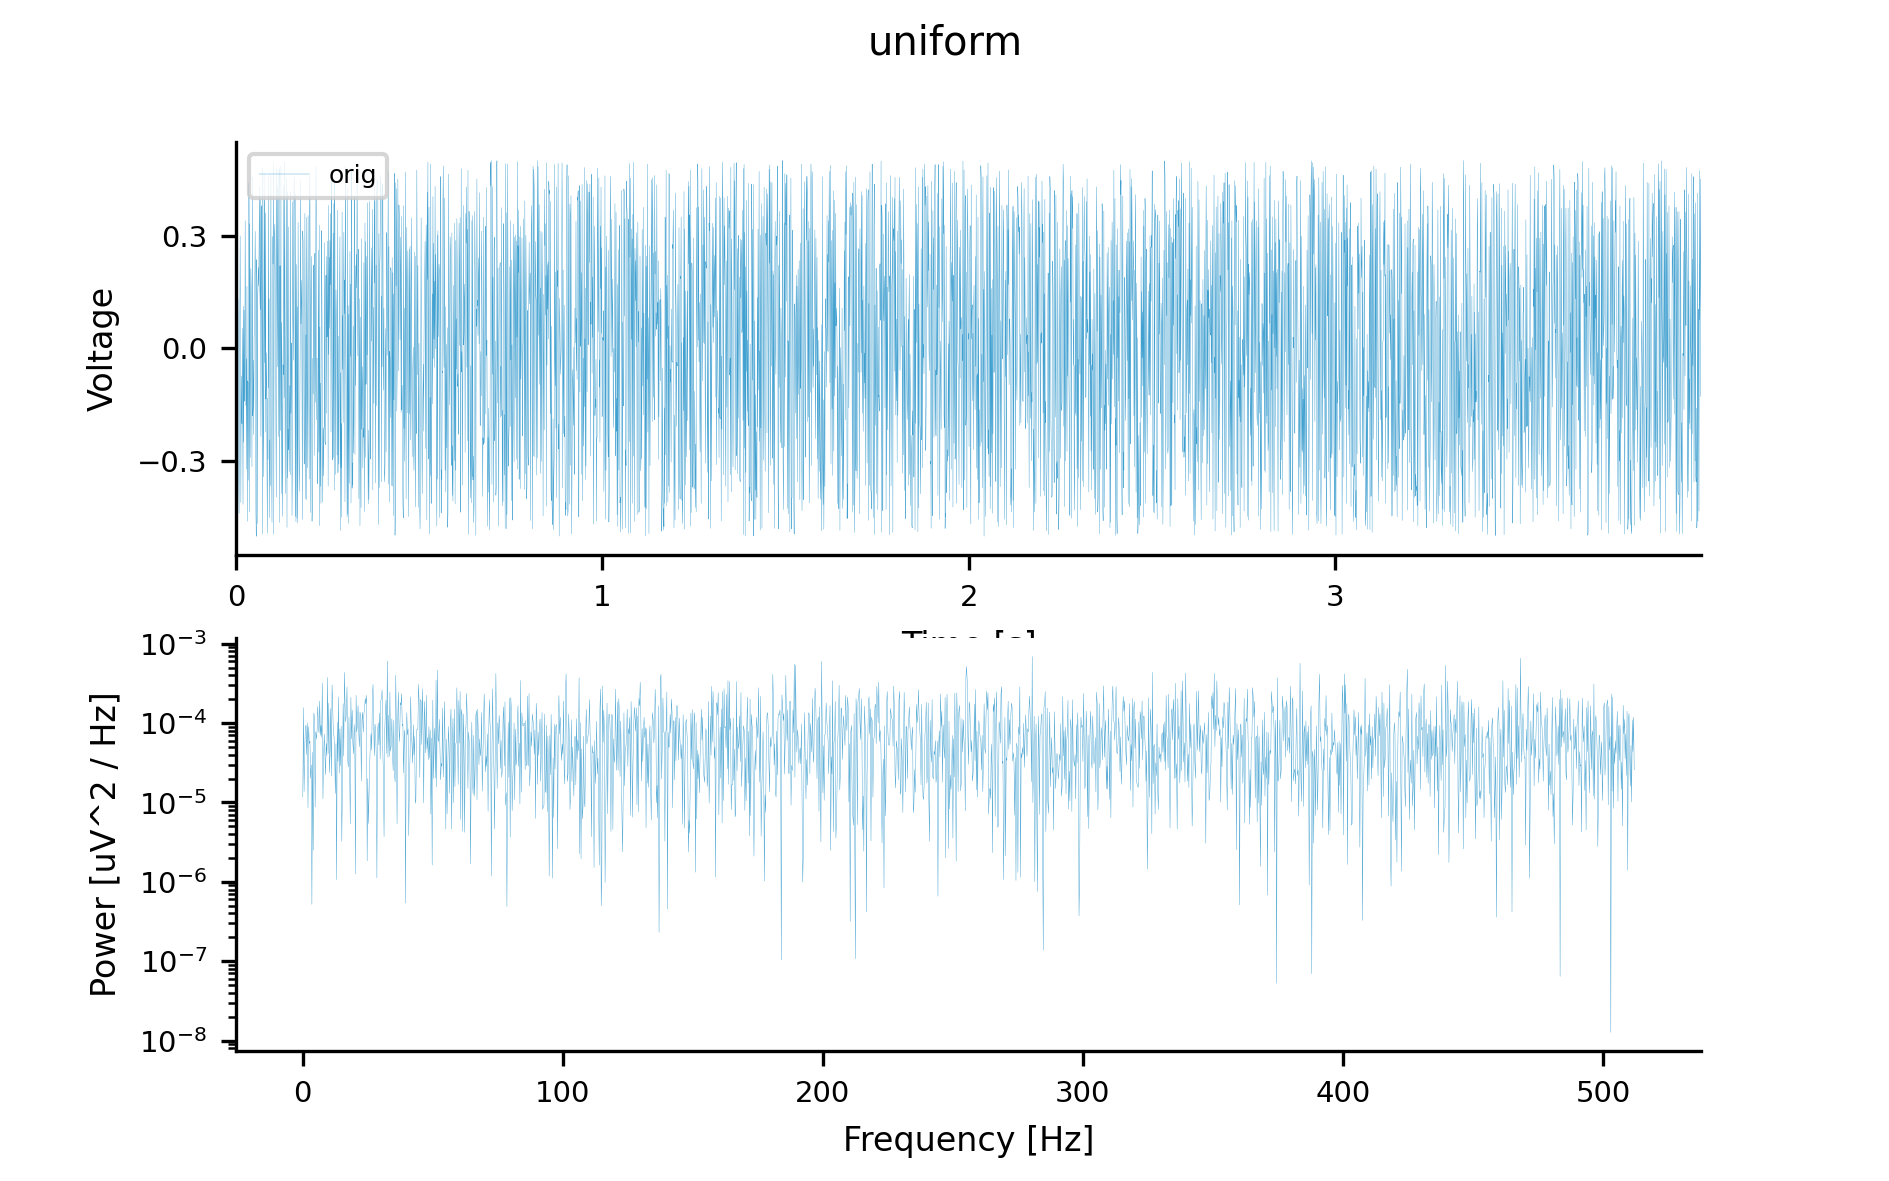 uniform
orig
Voltage
0.3
0.0
−0.3
0 1 2 3
Time [s]
Power [uV^2 / Hz]
10⁻³
10⁻⁴
10⁻⁵
10⁻⁶
10⁻⁷
10⁻⁸
0 100 200 300 400 500
Frequency [Hz]